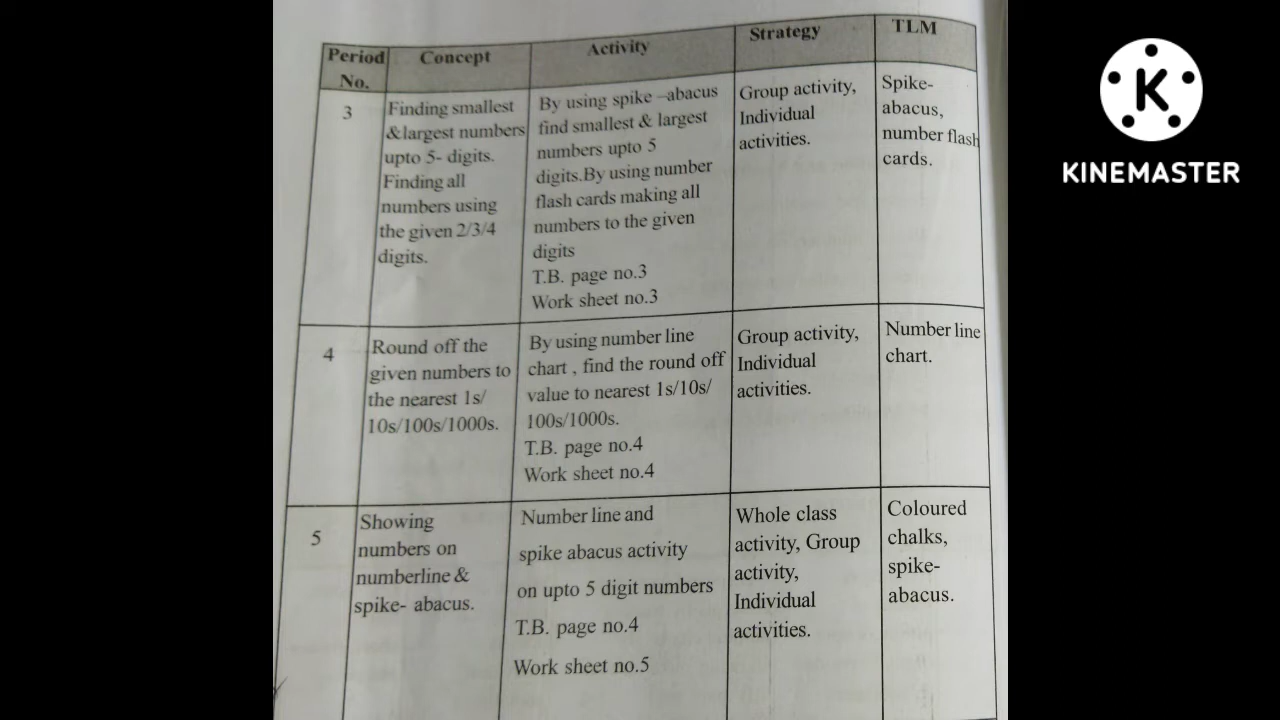 Period No.
Concept
Activity
Strategy
TLM
3
Finding smallest
&largest numbers
upto 5- digits.
Finding all
numbers using
the given 2/3/4
digits.
By using spike –abacus
find smallest & largest
numbers upto 5
digits.By using number
flash cards making all
numbers to the given
digits
T.B. page no.3
Work sheet no.3
Group activity,
Individual
activities.
Spike-
abacus,
number flash
cards.
4
Round off the
given numbers to
the nearest 1s/
10s/100s/1000s.
By using number line
chart , find the round off
value to nearest 1s/10s/
100s/1000s.
T.B. page no.4
Work sheet no.4
Group activity,
Individual
activities.
Number line
chart.
5
Showing
numbers on
numberline &
spike- abacus.
Number line and
spike abacus activity
on upto 5 digit numbers
T.B. page no.4
Work sheet no.5
Whole class
activity, Group
activity,
Individual
activities.
Coloured
chalks,
spike-
abacus.
K
KINEMASTER